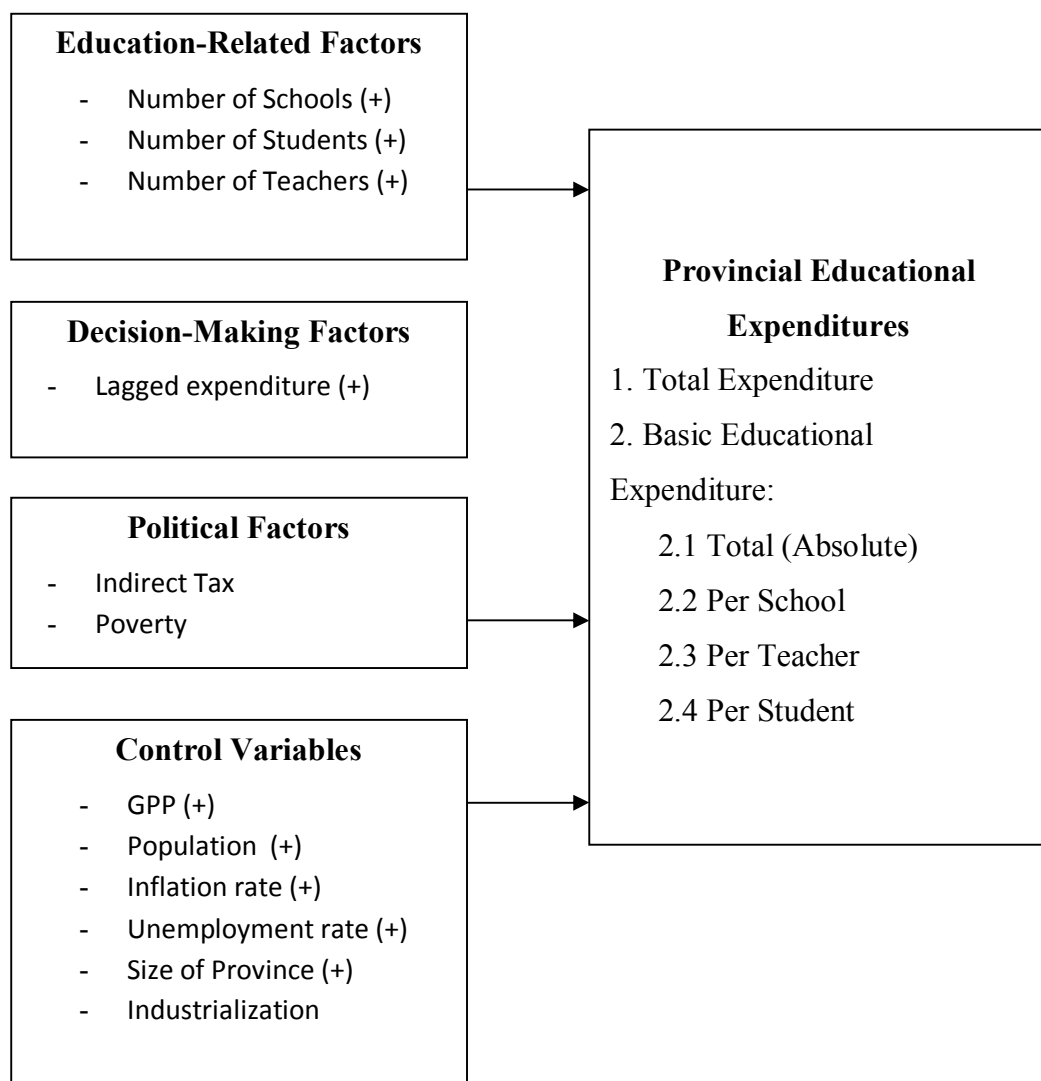 Education-Related Factors
- Number of Schools (+)
- Number of Students (+)
- Number of Teachers (+)
Decision-Making Factors
- Lagged expenditure (+)
Political Factors
- Indirect Tax
- Poverty
Control Variables
- GPP (+)
- Population (+)
- Inflation rate (+)
- Unemployment rate (+)
- Size of Province (+)
- Industrialization
Provincial Educational
Expenditures
1. Total Expenditure
2. Basic Educational
Expenditure:
2.1 Total (Absolute)
2.2 Per School
2.3 Per Teacher
2.4 Per Student